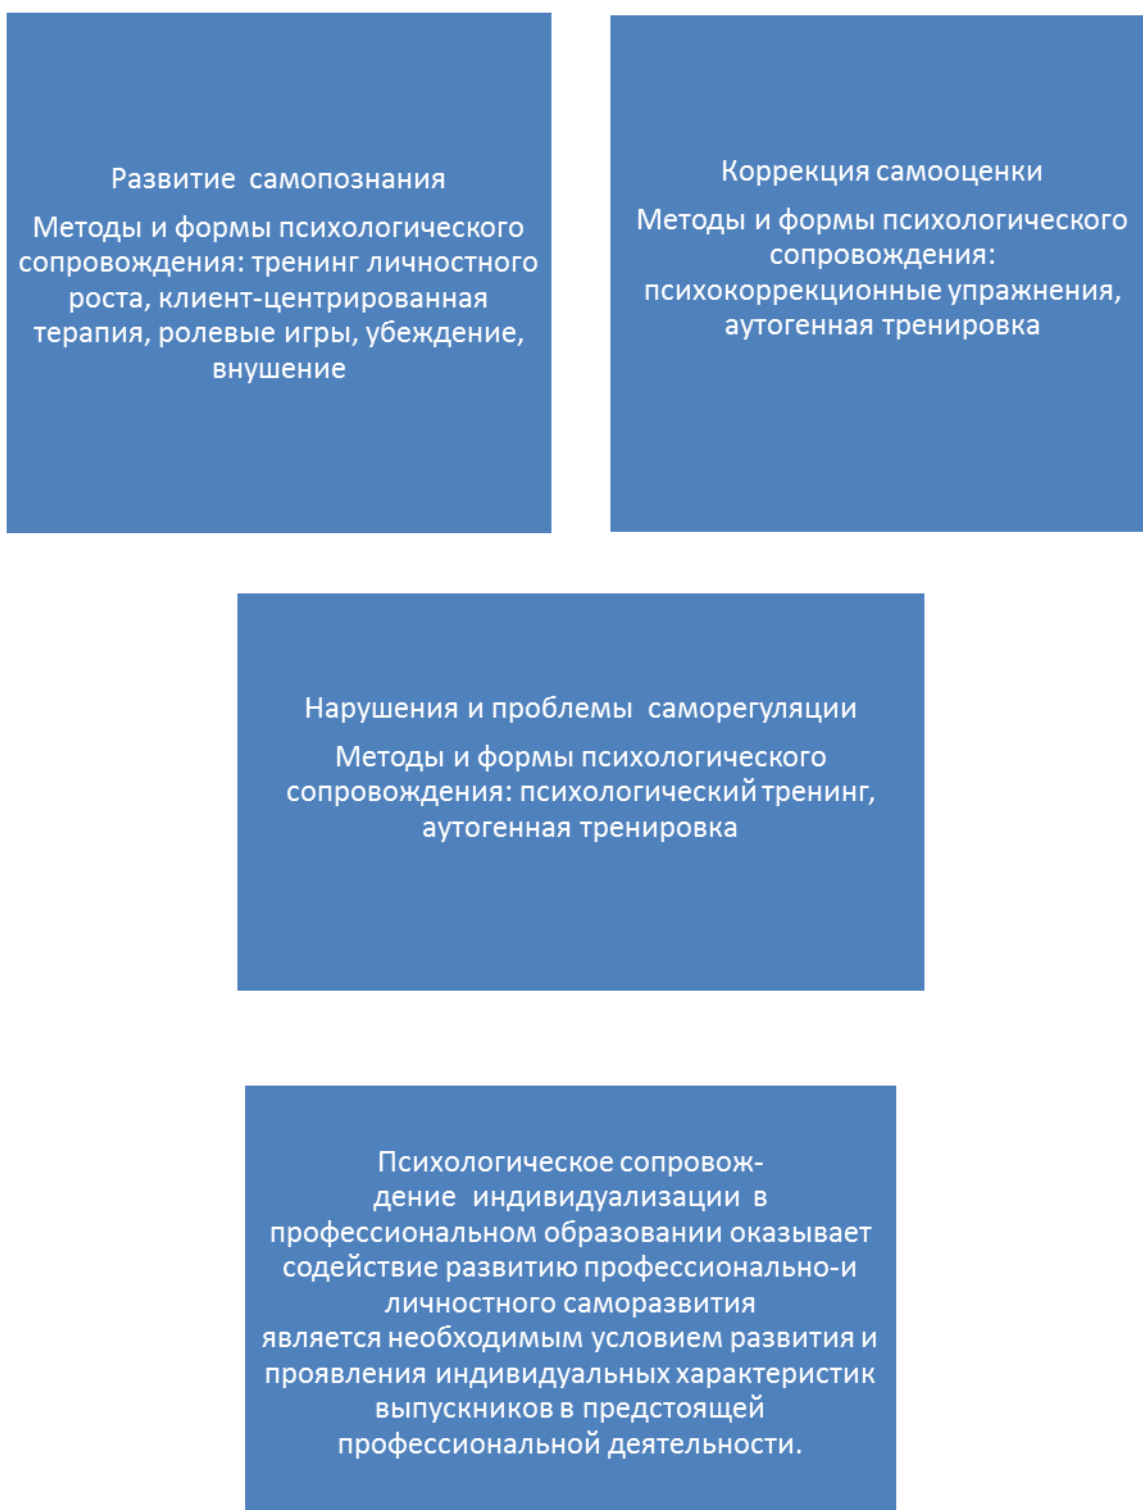 Развитие самопознания
Методы и формы психологического
сопровождения: тренинг личностного
роста, клиент-центрированная
терапия, ролевые игры, убеждение,
внушение
Коррекция самооценки
Методы и формы психологического
сопровождения:
психокоррекционные упражнения,
аутогенная тренировка
Нарушения и проблемы саморегуляции
Методы и формы психологического
сопровождения: психологический тренинг,
аутогенная тренировка
Психологическое сопровож-
дение индивидуализации в
профессиональном образовании оказывает
содействие развитию профессионально-и
личностного саморазвития
является необходимым условием развития и
проявления индивидуальных характеристик
выпускников в предстоящей
профессиональной деятельности.